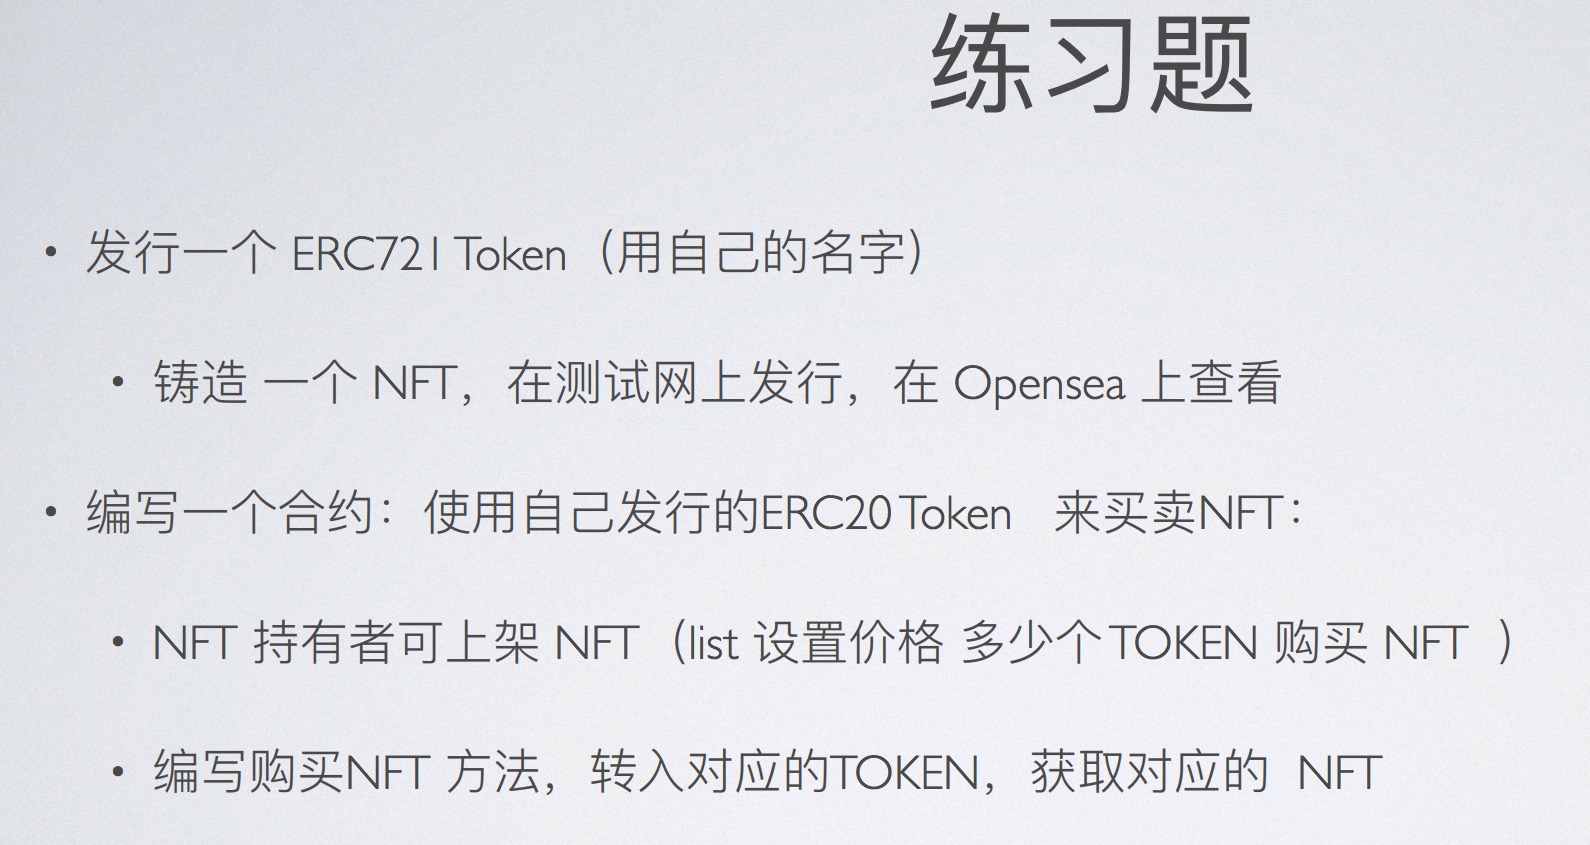 练习题
• 发行一个 ERC721 Token（用自己的名字）
• 铸造 一个 NFT，在测试网上发行，在 Opensea 上查看
• 编写一个合约：使用自己发行的ERC20 Token 来买卖NFT：
• NFT 持有者可上架 NFT（list 设置价格 多少个TOKEN 购买 NFT ）
• 编写购买NFT 方法，转入对应的TOKEN，获取对应的 NFT